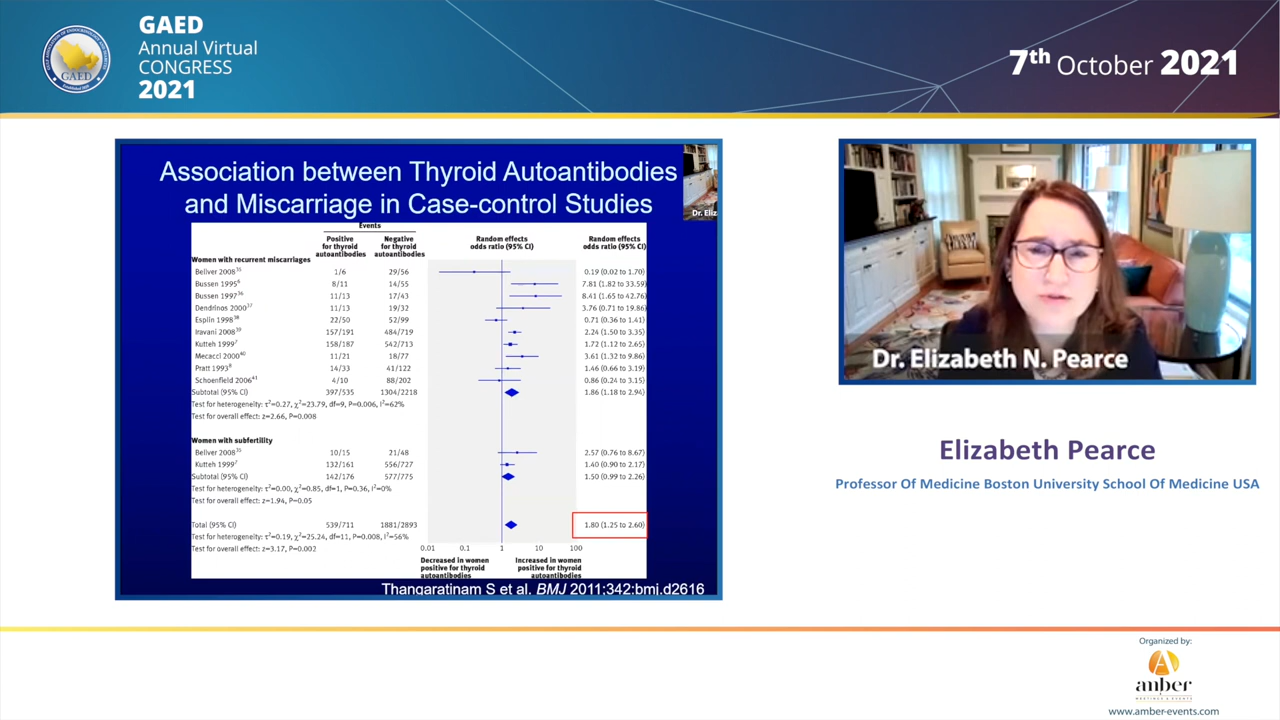 GAED
Annual Virtual
CONGRESS
2021
GAED
7th October 2021
Association between Thyroid Autoantibodies
and Miscarriage in Case-control Studies
Dr. Eliz
Events
Positive for thyroid autoantibodies
Negative for thyroid autoantibodies
Random effects odds ratio (95% CI)
Random effects odds ratio (95% CI)
Women with recurrent miscarriages
Bellver 200835 1/6 29/56 0.19 (0.02 to 1.70)
Bussen 19956 8/11 14/55 7.81 (1.82 to 33.59)
Bussen 199736 11/13 17/43 8.41 (1.65 to 42.76)
Dendrinos 200037 11/13 19/32 3.76 (0.71 to 19.86)
Esplin 199838 22/50 52/99 0.71 (0.36 to 1.41)
Iravani 200839 157/191 484/719 2.24 (1.50 to 3.35)
Kutteh 19997 158/187 542/713 1.72 (1.12 to 2.65)
Mecacci 200040 11/21 18/77 3.61 (1.32 to 9.86)
Pratt 19938 14/33 41/122 1.46 (0.66 to 3.19)
Schoenfield 200641 4/10 88/202 0.86 (0.24 to 3.15)
Subtotal (95% CI) 397/535 1304/2218 1.86 (1.18 to 2.94)
Test for heterogeneity: τ2=0.27, χ2=23.79, df=9, P=0.006, I2=62%
Test for overall effect: z=2.66, P=0.008
Women with subfertility
Bellver 200835 10/15 21/48 2.57 (0.76 to 8.67)
Kutteh 19997 132/161 556/727 1.40 (0.90 to 2.17)
Subtotal (95% CI) 142/176 577/775 1.50 (0.99 to 2.26)
Test for heterogeneity: τ2=0.00, χ2=0.85, df=1, P=0.36, I2=0%
Test for overall effect: z=1.94, P=0.05
Total (95% CI) 539/711 1881/2893 1.80 (1.25 to 2.60)
Test for heterogeneity: τ2=0.19, χ2=25.24, df=11, P=0.008, I2=56%
Test for overall effect: z=3.17, P=0.002
0.01 0.1 1 10 100
Decreased in women positive for thyroid autoantibodies
Increased in women positive for thyroid autoantibodies
Thangaratinam S et al. BMJ 2011;342:bmj.d2616
Dr. Elizabeth N. Pearce
Elizabeth Pearce
Professor Of Medicine Boston University School Of Medicine USA
Organized by:
anber
www.amber-events.com